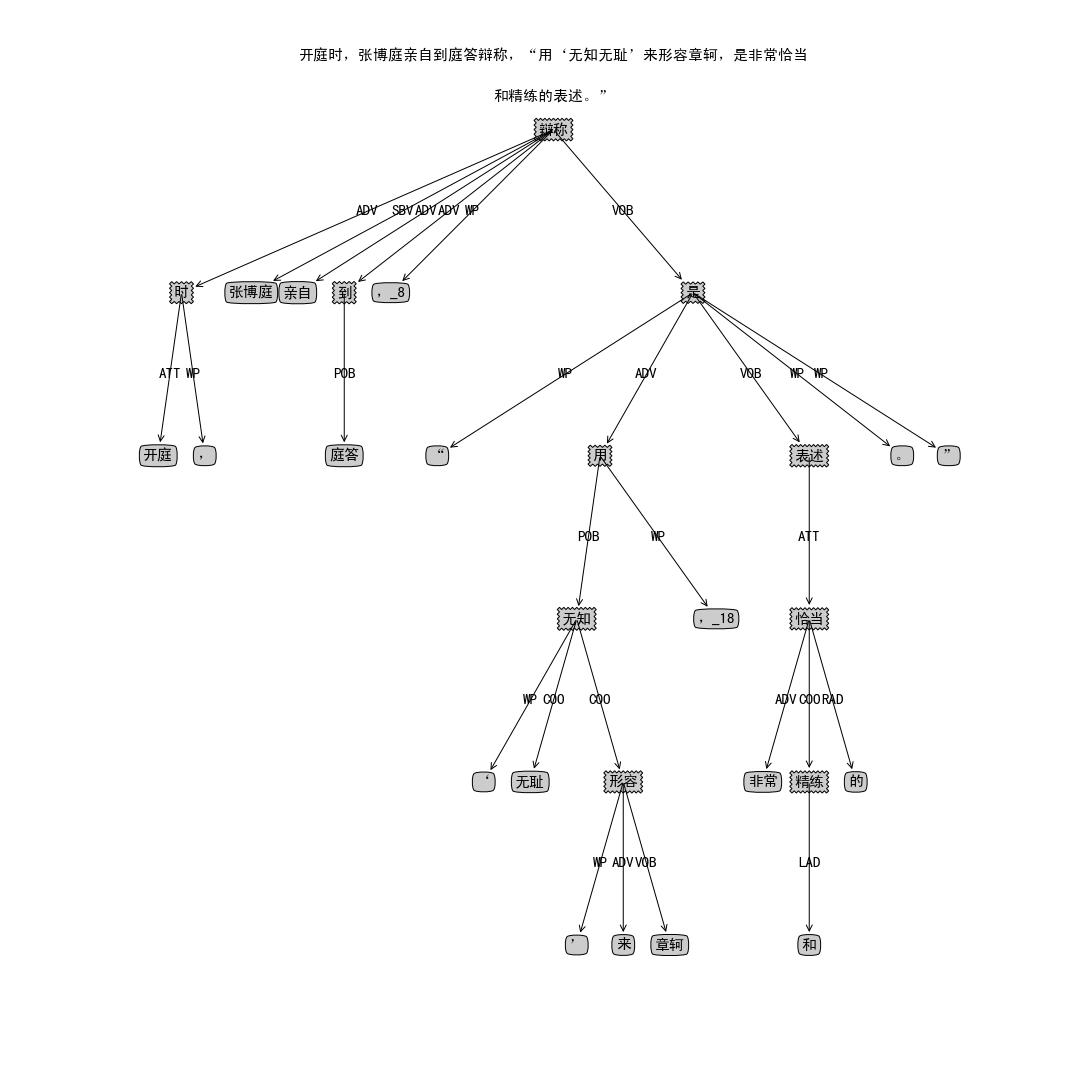 开庭时，张博庭亲自到庭答辩称，“用‘无知无耻’来形容章轲，是非常恰当
和精练的表述。”
辩称
ADV SBV ADV ADV WP VOB
时 张博庭 亲自 到 ，_8 是
ATT WP POB WP ADV VOB WP WP
开庭 ， 庭答 “ 用 表述 。 ”
POB WP ATT
无知 ，_18 恰当
WP COO COO ADV COO RAD
‘ 无耻 形容 非常 精练 的
WP ADV VOB LAD
’ 来 章轲 和